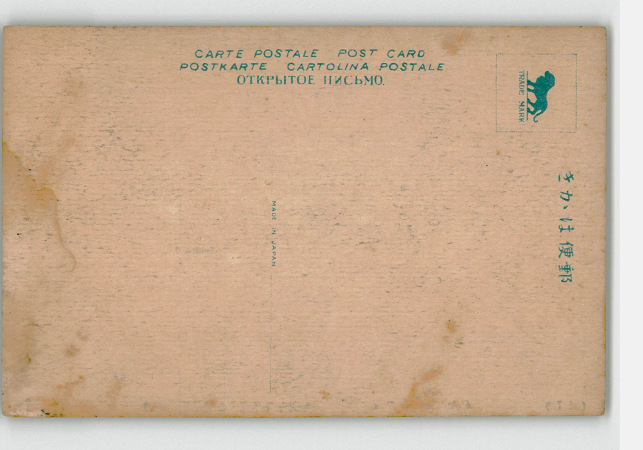 CARTE POSTALE POST CARD
POSTKARTE CARTOLINA POSTALE
ОТКРЫТОЕ ПИСЬМО.
TRADE MARK
きかは便郵
MADE IN JAPAN